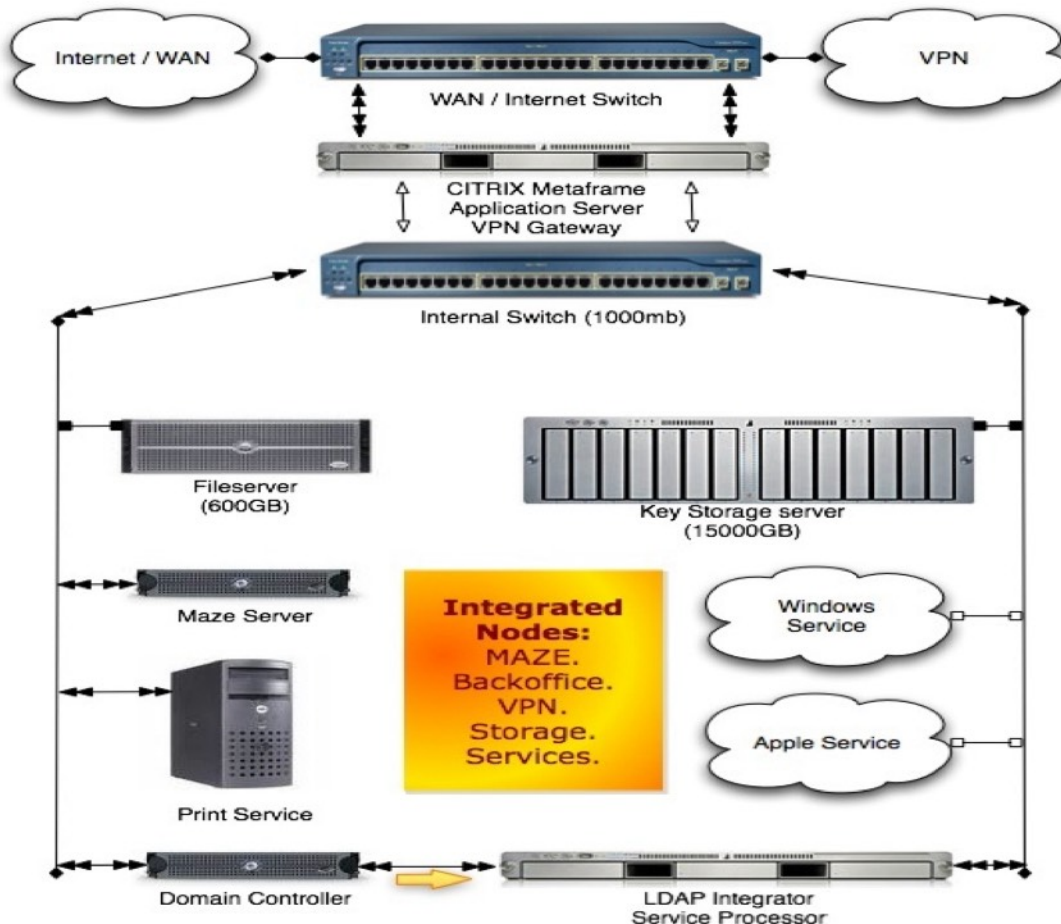 Internet / WAN
VPN
WAN / Internet Switch
CITRIX Metaframe
Application Server
VPN Gateway
Internal Switch (1000mb)
Fileserver
(600GB)
Key Storage server
(15000GB)
Maze Server
Integrated
Nodes:
MAZE.
Backoffice.
VPN.
Storage.
Services.
Windows
Service
Apple Service
Print Service
Domain Controller
LDAP Integrator
Service Processor